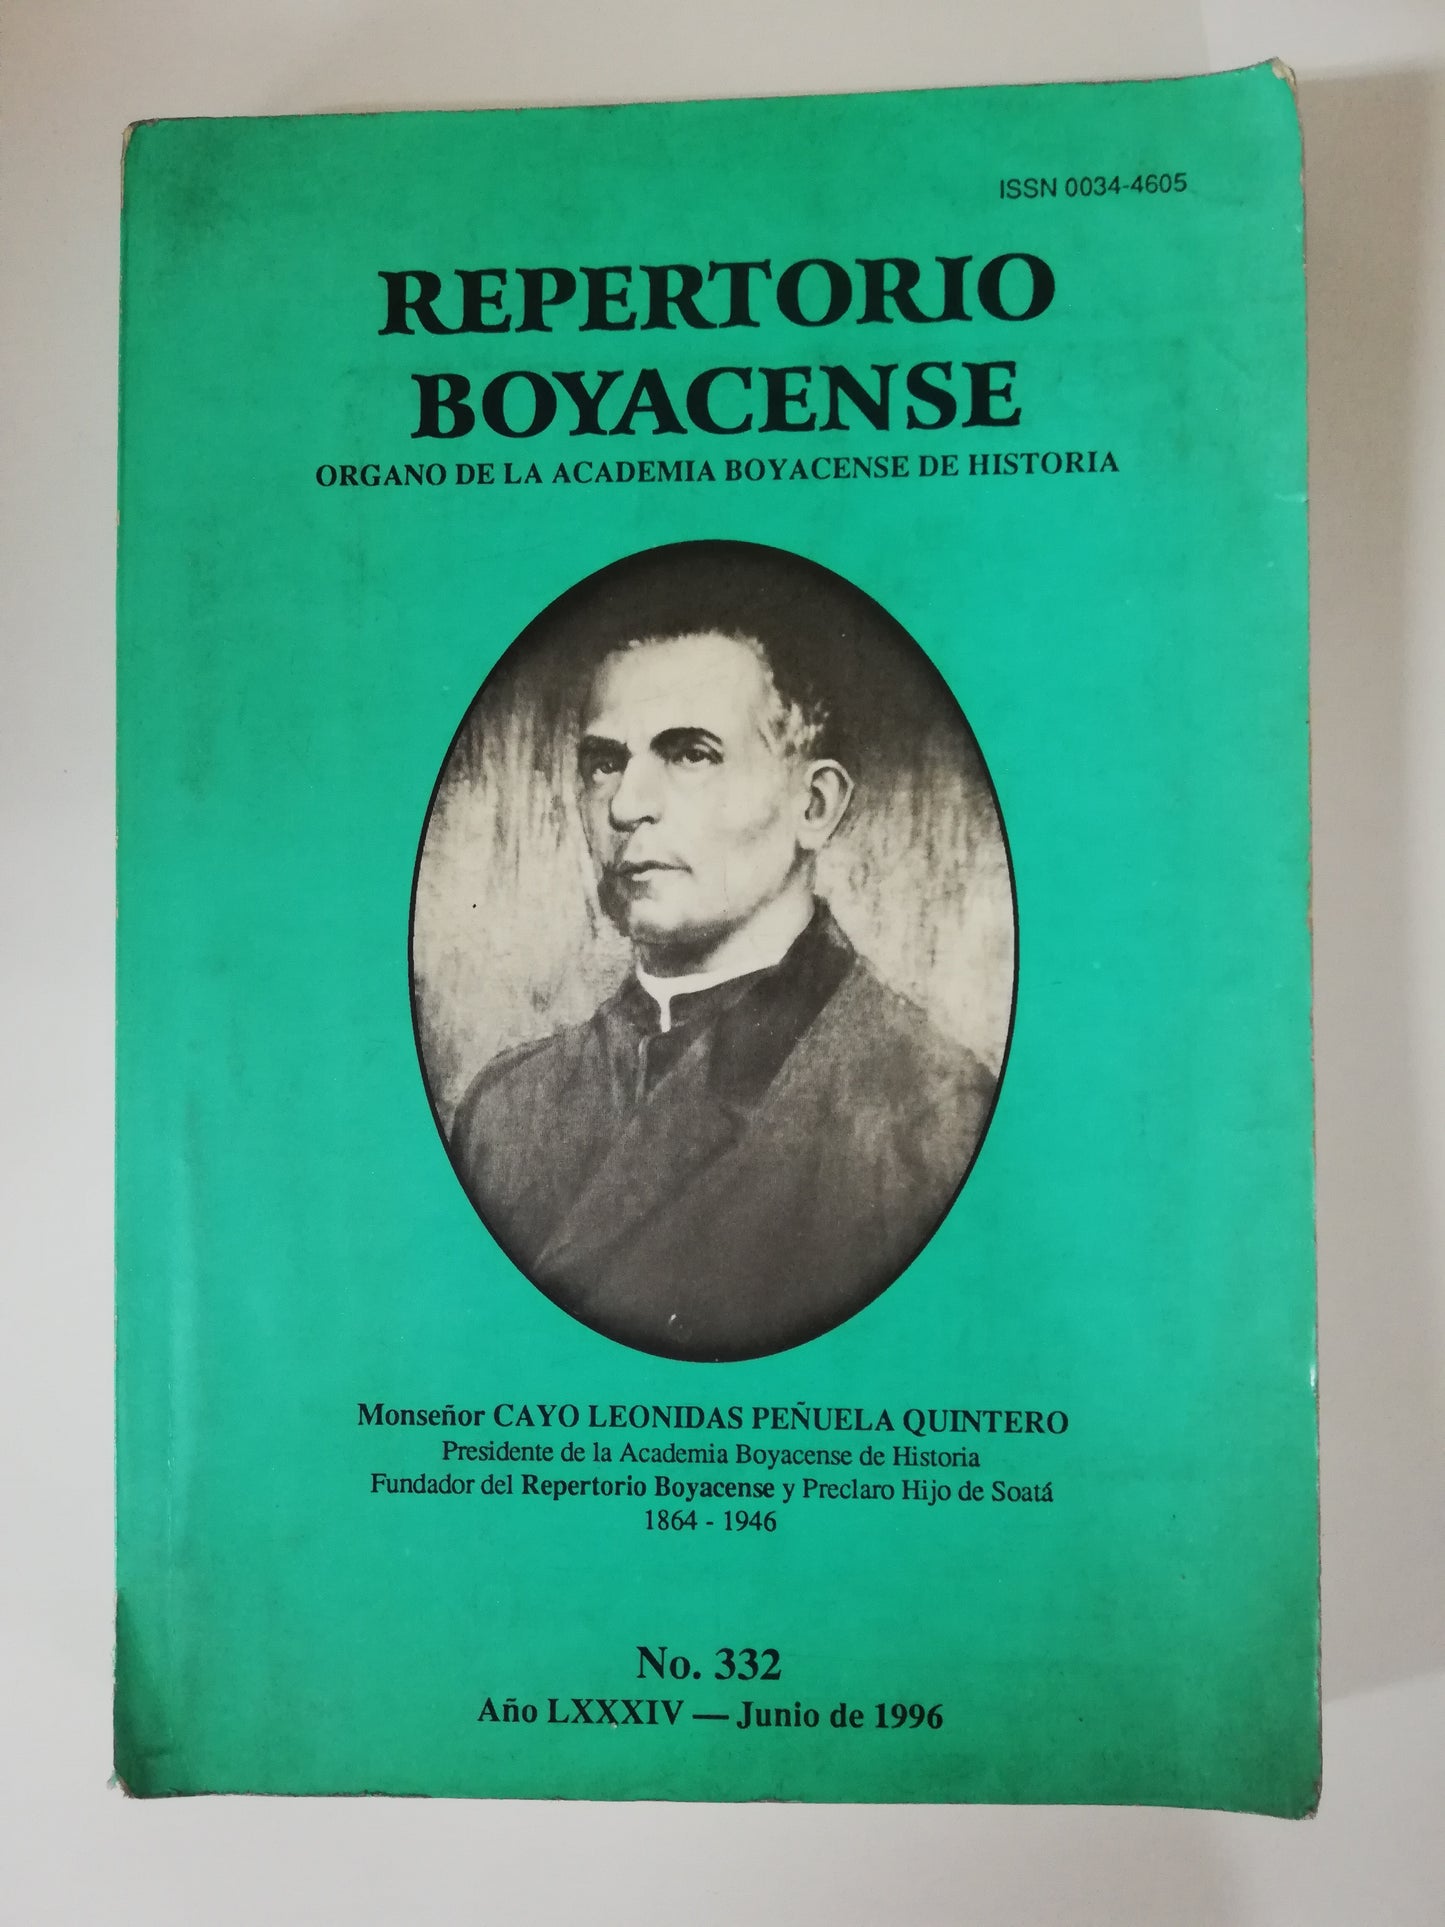 ISSN 0034-4605
REPERTORIO
BOYACENSE
ORGANO DE LA ACADEMIA BOYACENSE DE HISTORIA
Monseñor CAYO LEONIDAS PEÑUELA QUINTERO
Presidente de la Academia Boyacense de Historia
Fundador del Repertorio Boyacense y Preclaro Hijo de Soatá
1864 - 1946
No. 332
Año LXXXIV — Junio de 1996